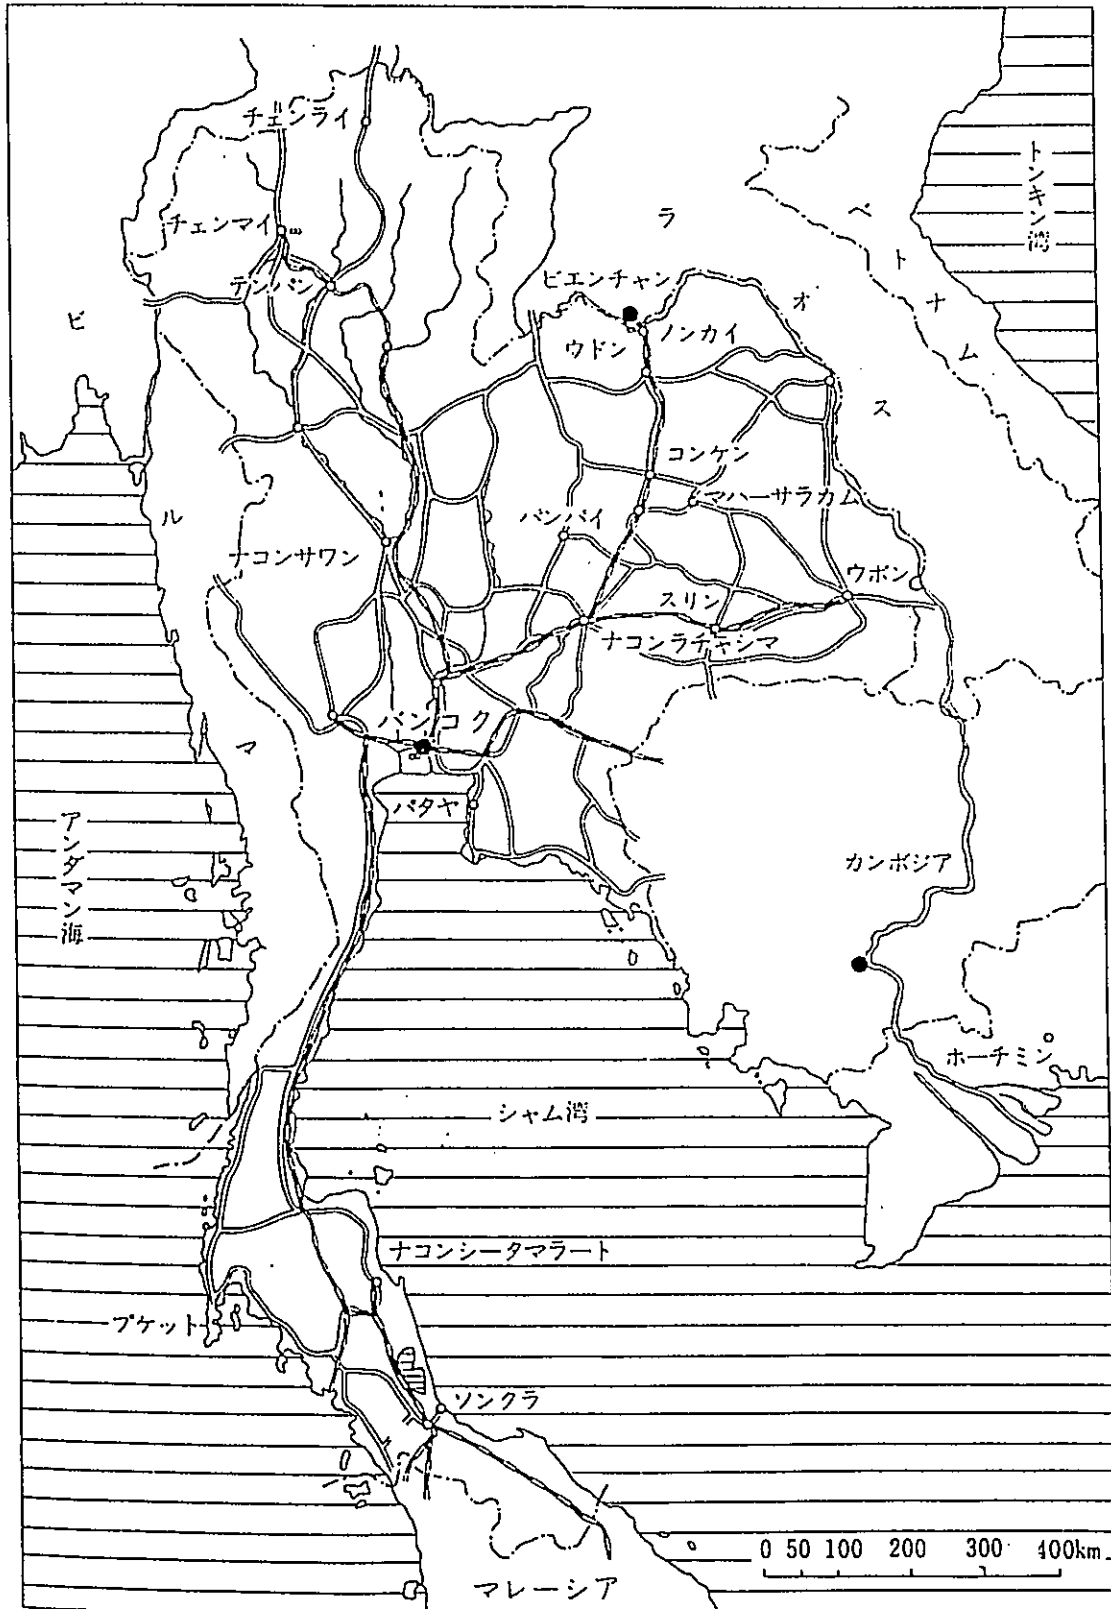 チェンライ
トンキン湾
チェンマイ
テンパン
ラオス
ベトナム
ビエンチャン
ノンカイ
ウドン
ビルマ
コンケン
マハーサラカム
バンパイ
ナコンサワン
ウボン
スリン
ナコンラチャシマ
バンコク
パタヤ
アンダマン海
カンボジア
ホーチミン
シャム湾
ナコンシータマラート
プケット
ソンクラ
0 50 100 200 300 400km
マレーシア